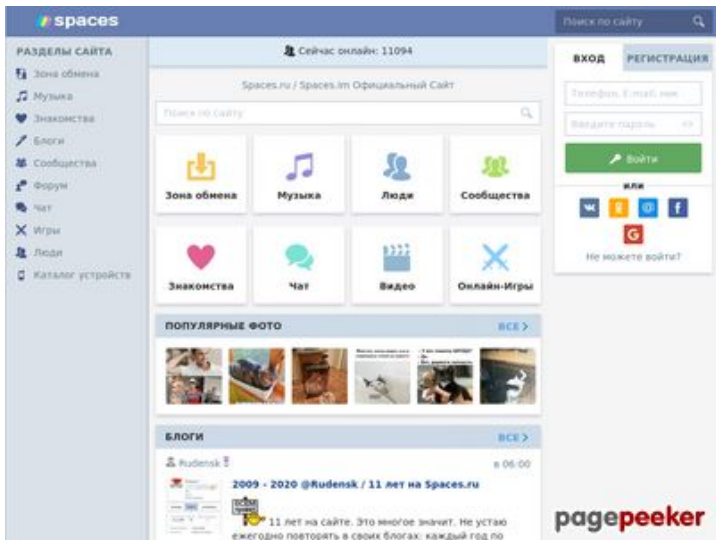 spaces
Поиск по сайту
РАЗДЕЛЫ САЙТА
Зона обмена
Музыка
Знакомства
Блоги
Сообщества
Форум
Чат
Игры
Люди
Каталог устройств
Сейчас онлайн: 11094
Spaces.ru / Spaces.im Официальный Сайт
Поиск по сайту
Зона обмена
Музыка
Люди
Сообщества
Знакомства
Чат
Видео
Онлайн-Игры
ПОПУЛЯРНЫЕ ФОТО
ВСЕ >
БЛОГИ
ВСЕ >
Rudensk
в 06:00
2009 - 2020 @Rudensk / 11 лет на Spaces.ru
11 лет на сайте. Это многое значит. Не устаю
ежегодно повторять в своих блогах: каждый год по
ВХОД
РЕГИСТРАЦИЯ
Телефон, E-mail, ник
Введите пароль
Войти
или
Не можете войти?
pagepeeker